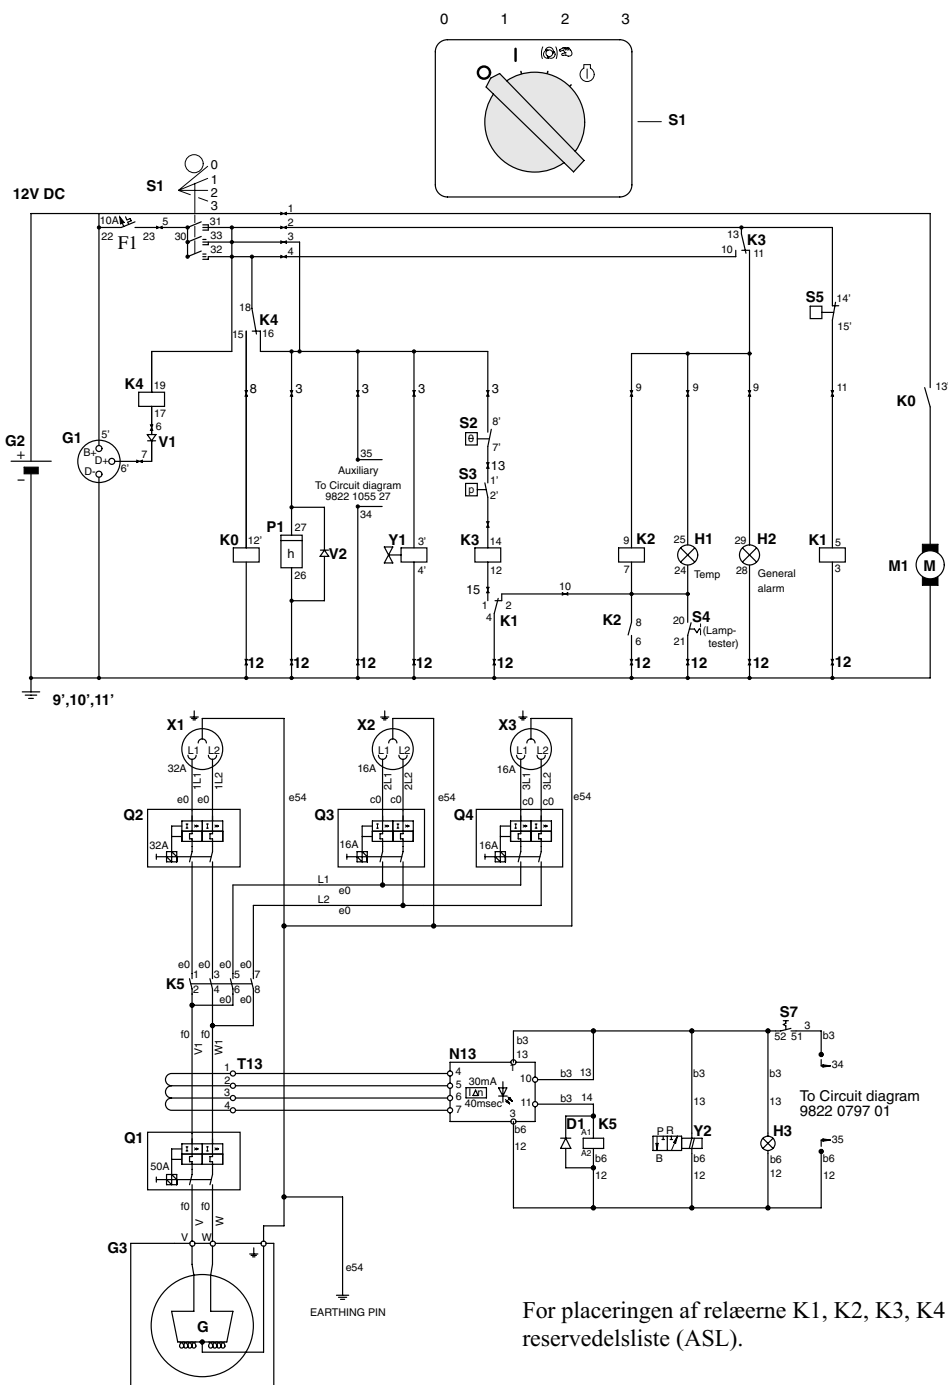 0 1 2 3
S1
S1
0
1
2
3
12V DC
10A
22
F1
23
5
30
31
33
32
1
2
3
4
13
K3
10
11
18
K4
15
16
S5
14'
15'
K4
19
17
6
V1
7
8
3
3
3
3
9
9
9
11
K0
13'
G2
+
−
G1
5'
B+
D+
D-
6'
S2
θ
8'
7'
13
S3
p
1'
2'
35
Auxiliary
To Circuit diagram
9822 1055 27
34
K0
12'
P1
27
h
26
V2
Y1
3'
4'
K3
14
12
9
K2
7
25
H1
24
Temp
29
H2
28
General
alarm
K1
5
3
M1
M
15
1
2
4
K1
10
K2
8
6
20
S4
21
(Lamp-
tester)
12
12
12
12
12
12
12
12
12
9',10',11'
X1
L1 L2
32A
1L1
1L2
e0 e0
X2
L1 L2
16A
2L1
2L2
c0 c0
X3
L1 L2
16A
3L1
3L2
c0 c0
e54
e54
e54
Q2
32A
Q3
16A
Q4
16A
L1
e0
L2
e0
e0 e0 e0 e0
K5
1 3 5 7
2 4 6 8
e0 e0
f0 f0
V1
W1
T13
1
2
3
4
N13
4
5
6
7
30mA
I∆n
40msec
1
10
11
3
b3
13
b3 13
b3 14
b6
12
D1
K5
A1
A2
b6
12
P R
B
Y2
b3
13
b6
12
H3
b3
13
b6
12
S7
52 51
3
b3
34
To Circuit diagram
9822 0797 01
35
b6
12
Q1
50A
f0 f0
V
W
V W
G3
G
e54
EARTHING PIN
For placeringen af relæerne K1, K2, K3, K4
reservedelsliste (ASL).